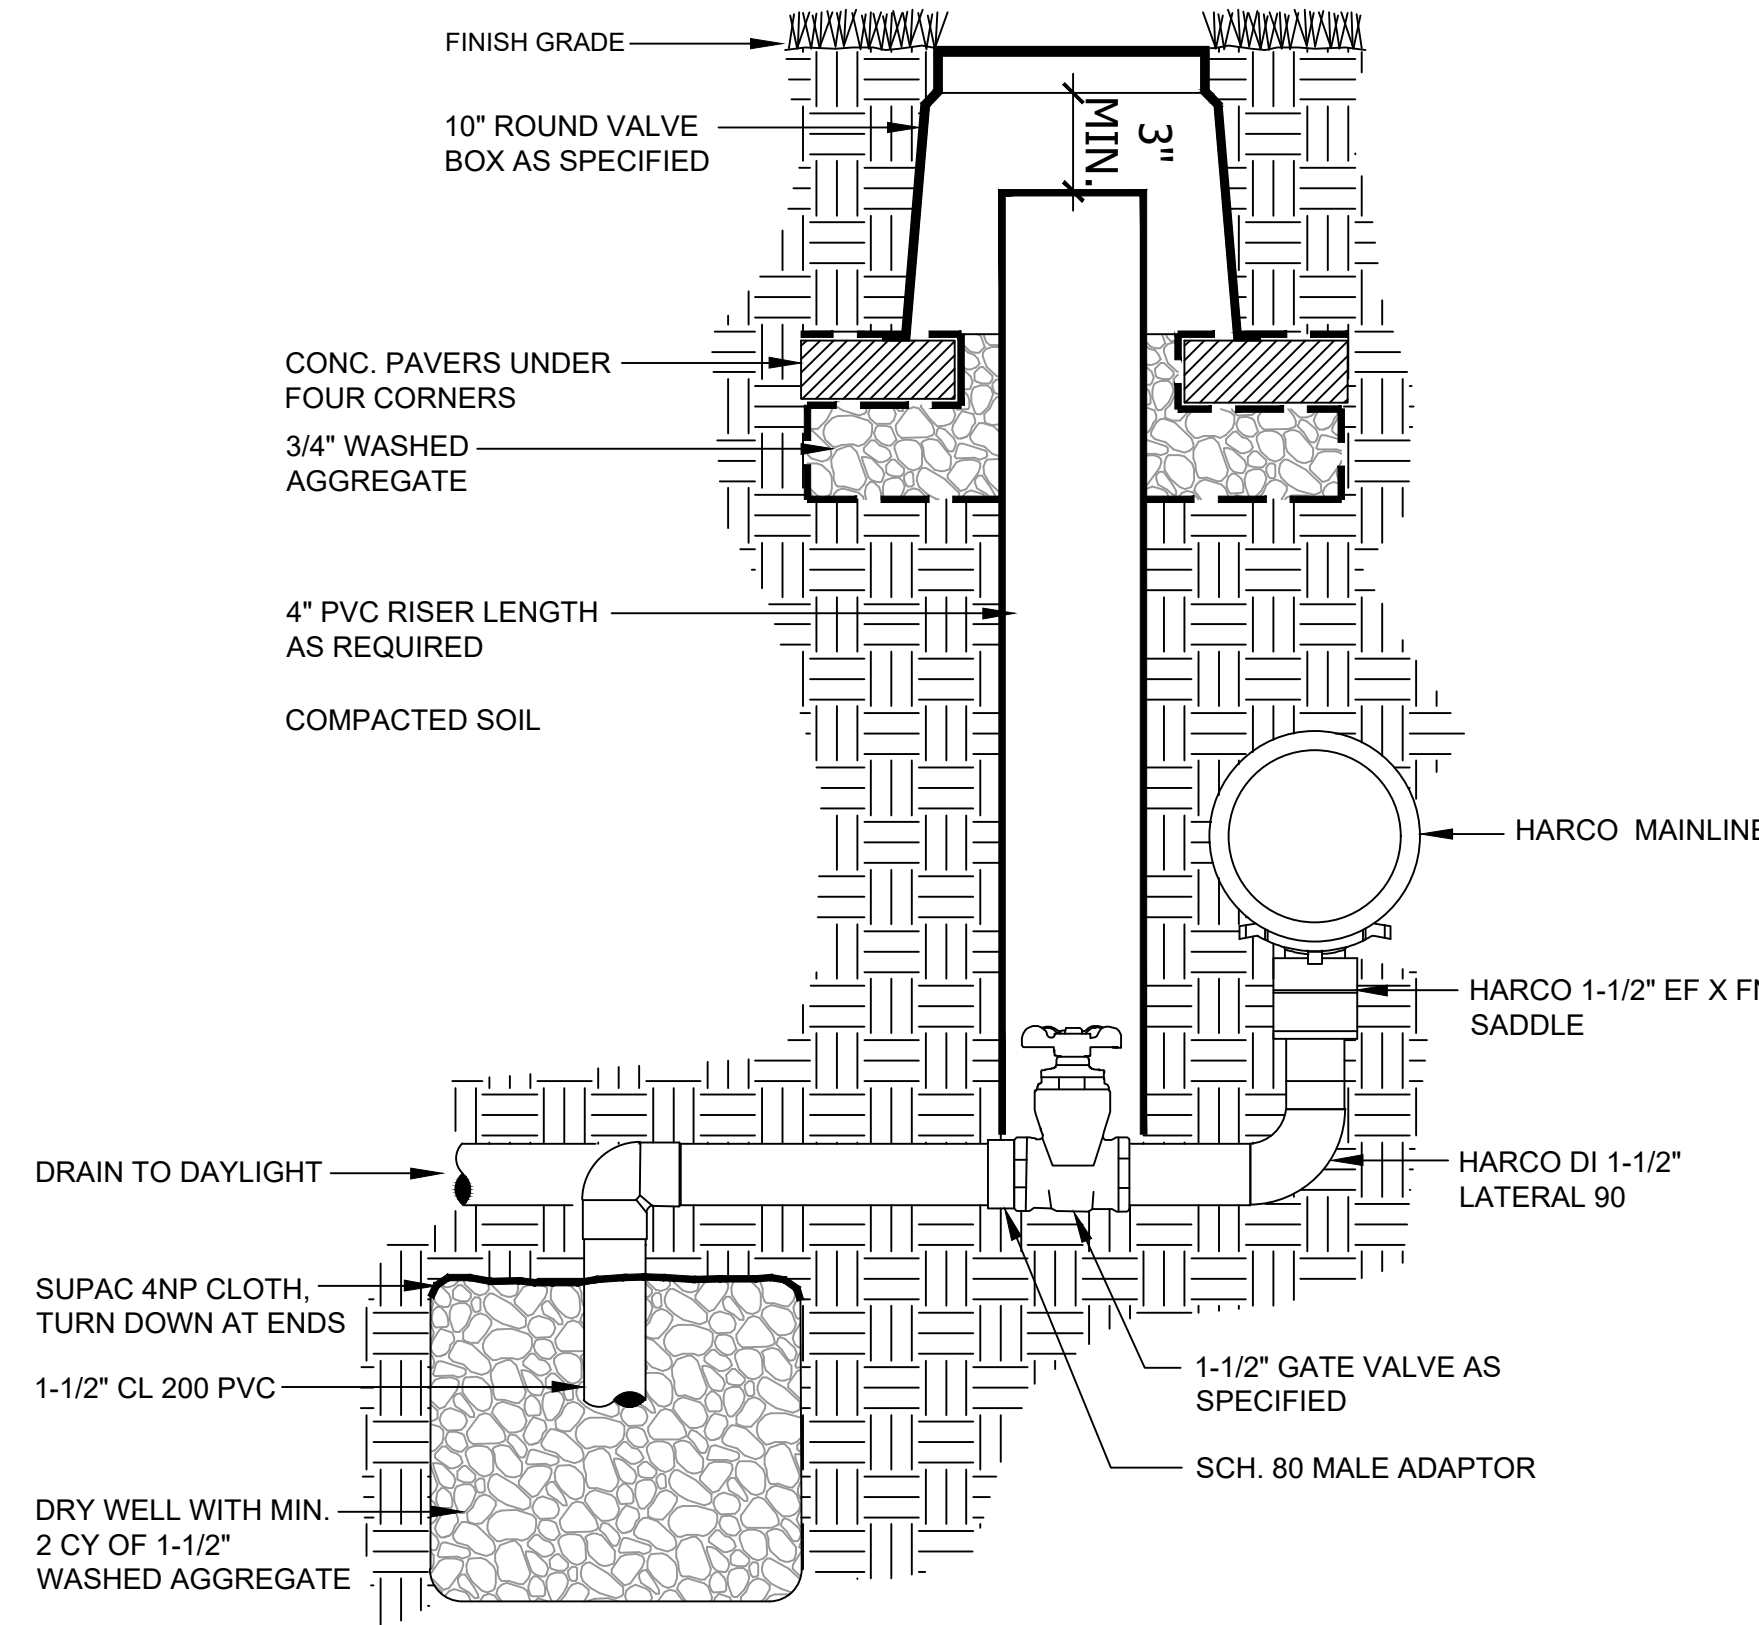 FINISH GRADE
10" ROUND VALVE
BOX AS SPECIFIED
3"
MIN.
CONC. PAVERS UNDER
FOUR CORNERS
3/4" WASHED
AGGREGATE
4" PVC RISER LENGTH
AS REQUIRED
COMPACTED SOIL
HARCO MAINLINE
HARCO 1-1/2" EF X
SADDLE
DRAIN TO DAYLIGHT
HARCO DI 1-1/2"
LATERAL 90
SUPAC 4NP CLOTH,
TURN DOWN AT ENDS
1-1/2" CL 200 PVC
1-1/2" GATE VALVE AS
SPECIFIED
SCH. 80 MALE ADAPTOR
DRY WELL WITH MIN.
2 CY OF 1-1/2"
WASHED AGGREGATE